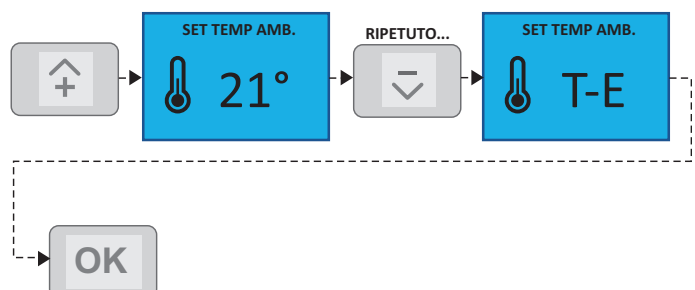 SET TEMP AMB.
21°
RIPETUTO...
SET TEMP AMB.
T-E
OK